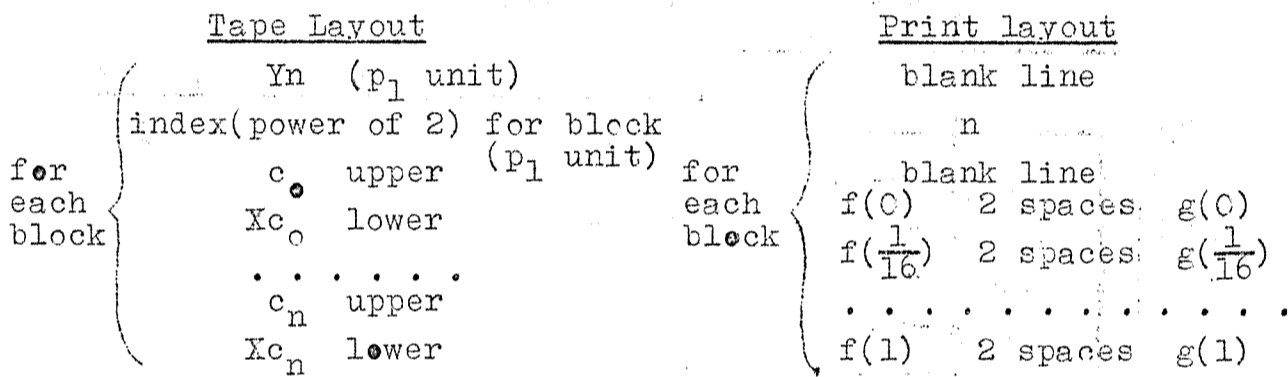 Tape Layout
Yn (p₁ unit)
index(power of 2) for block
(p₁ unit)
for
each
block
c₀ upper
Xc₀ lower
. . . . . .
cₙ upper
Xcₙ lower
Print layout
blank line
n
blank line
for
each
block
f(0) 2 spaces g(0)
f(1/16) 2 spaces g(1/16)
. . . . . . . . . . . . .
f(1) 2 spaces g(1)